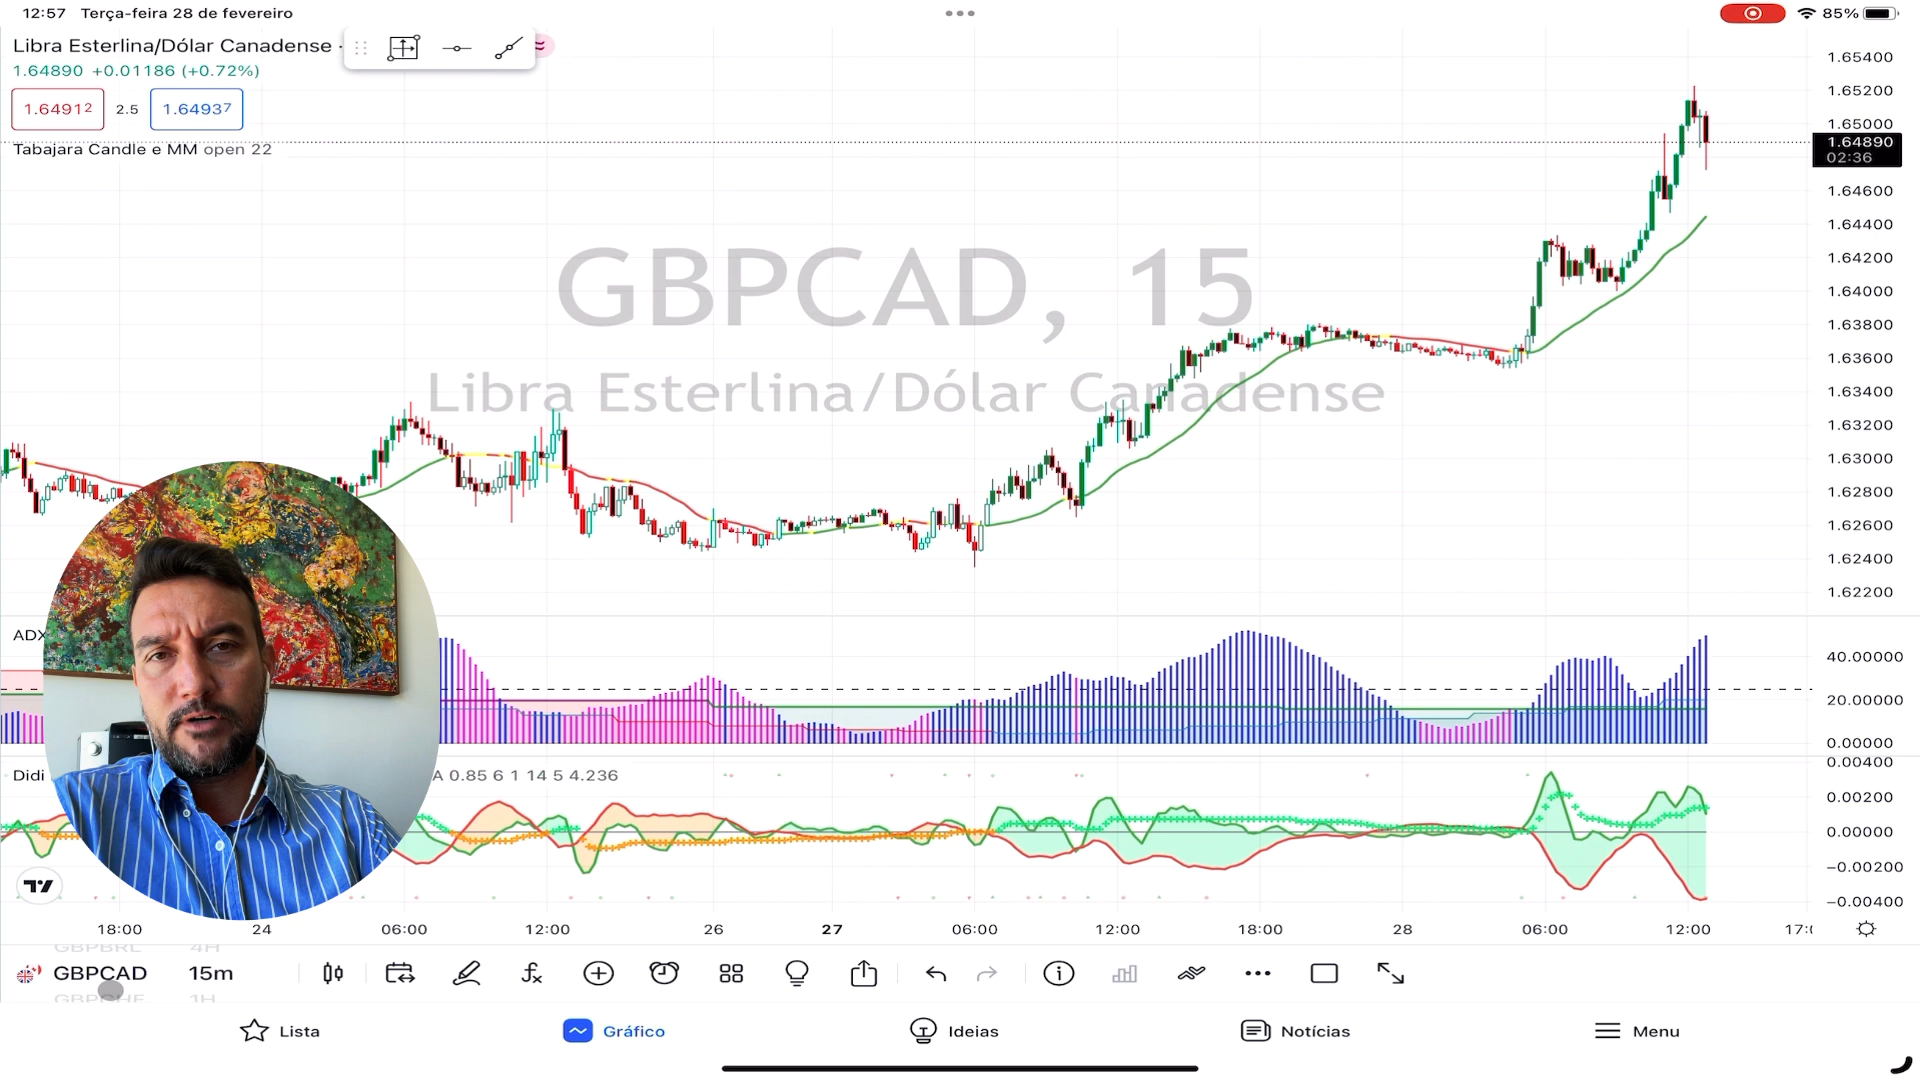 12:57 Terça-feira 28 de fevereiro
85%
Libra Esterlina/Dólar Canadense ·
1.64890 +0.01186 (+0.72%)
1.64912 2.5 1.64937
Tabajara Candle e MM open 22
GBPCAD, 15
Libra Esterlina/Dólar Canadense
1.65400
1.65200
1.65000
1.64890
02:36
1.64600
1.64400
1.64200
1.64000
1.63800
1.63600
1.63400
1.63200
1.63000
1.62800
1.62600
1.62400
1.62200
ADX
40.00000
20.00000
0.00000
Didi A 0.85 6 1 14 5 4.236
0.00400
0.00200
0.00000
−0.00200
−0.00400
18:00 24 06:00 12:00 26 27 06:00 12:00 18:00 28 06:00 12:00 17:0
GBPBRL 4H
GBPCAD 15m
GBPCHF 1H
Lista Gráfico Ideias Notícias Menu